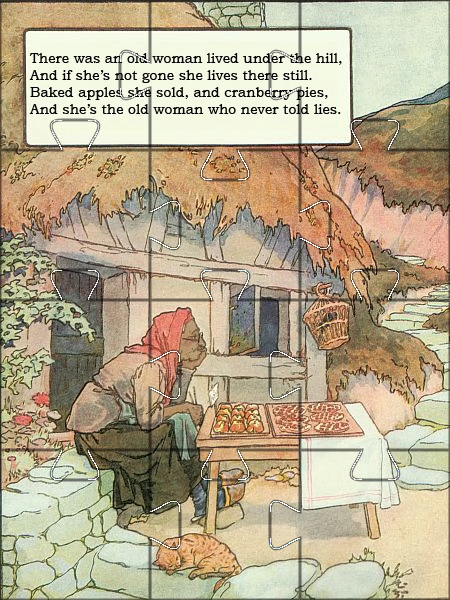 There was an old woman lived under the hill,
And if she's not gone she lives there still.
Baked apples she sold, and cranberry pies,
And she's the old woman who never told lies.